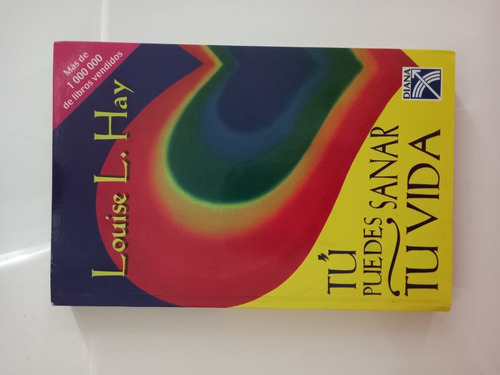 Más de
1 000 000
de libros vendidos
Louise L. Hay
TÚ
PUEDES SANAR
TU VIDA
DIANA